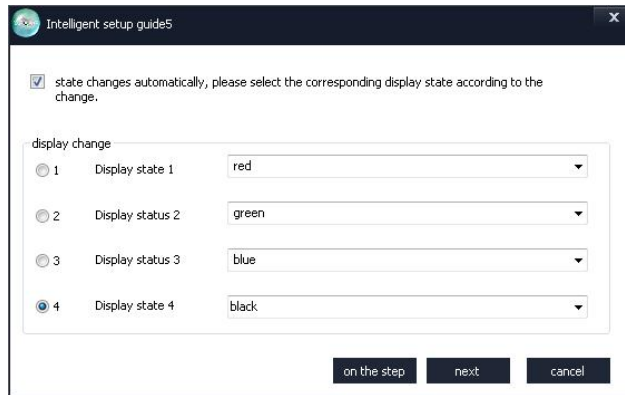 Intelligent setup guide5
x
state changes automatically, please select the corresponding display state according to the
change.
display change
1 Display state 1 red
2 Display status 2 green
3 Display status 3 blue
4 Display state 4 black
on the step next cancel